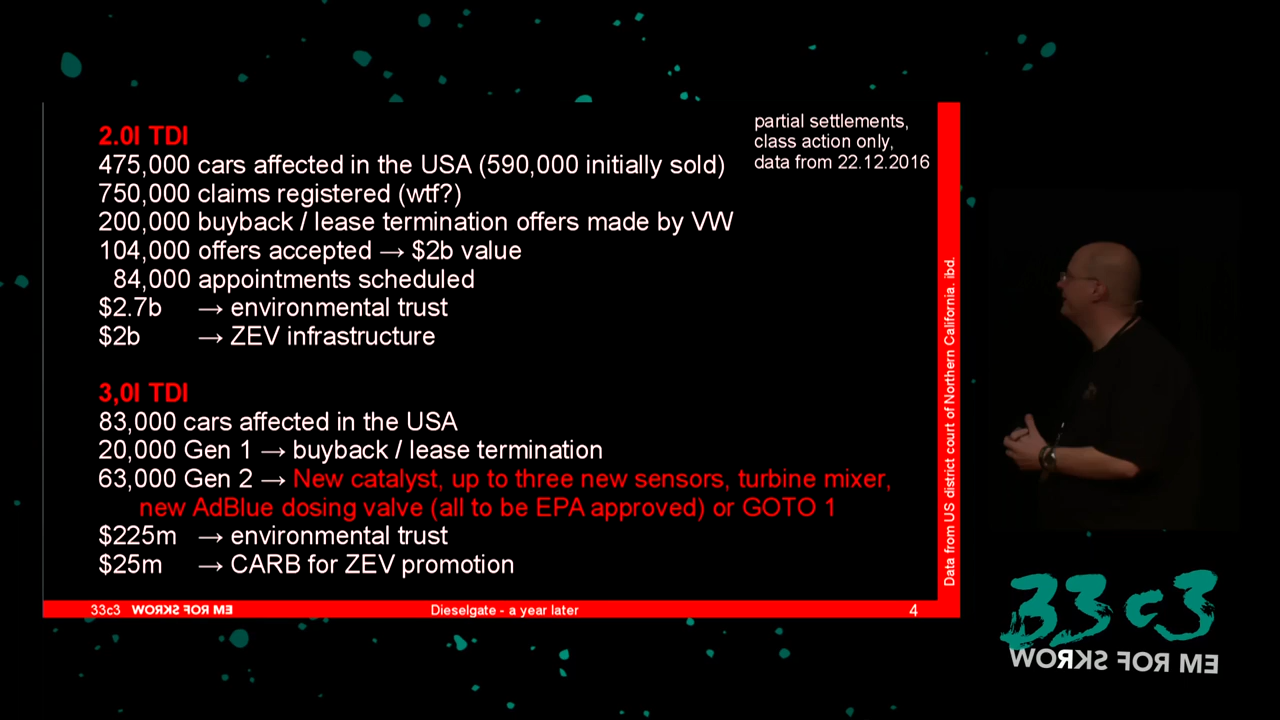 2.0l TDI
475,000 cars affected in the USA (590,000 initially sold)
750,000 claims registered (wtf?)
200,000 buyback / lease termination offers made by VW
104,000 offers accepted → $2b value
84,000 appointments scheduled
$2.7b → environmental trust
$2b → ZEV infrastructure
partial settlements,
class action only,
data from 22.12.2016
3,0l TDI
83,000 cars affected in the USA
20,000 Gen 1 → buyback / lease termination
63,000 Gen 2 → New catalyst, up to three new sensors, turbine mixer,
new AdBlue dosing valve (all to be EPA approved) or GOTO 1
$225m → environmental trust
$25m → CARB for ZEV promotion
Data from US district court of Northern California. ibd.
33c3 WORKS FOR ME
Dieselgate - a year later
4
33c3
WORKS FOR ME